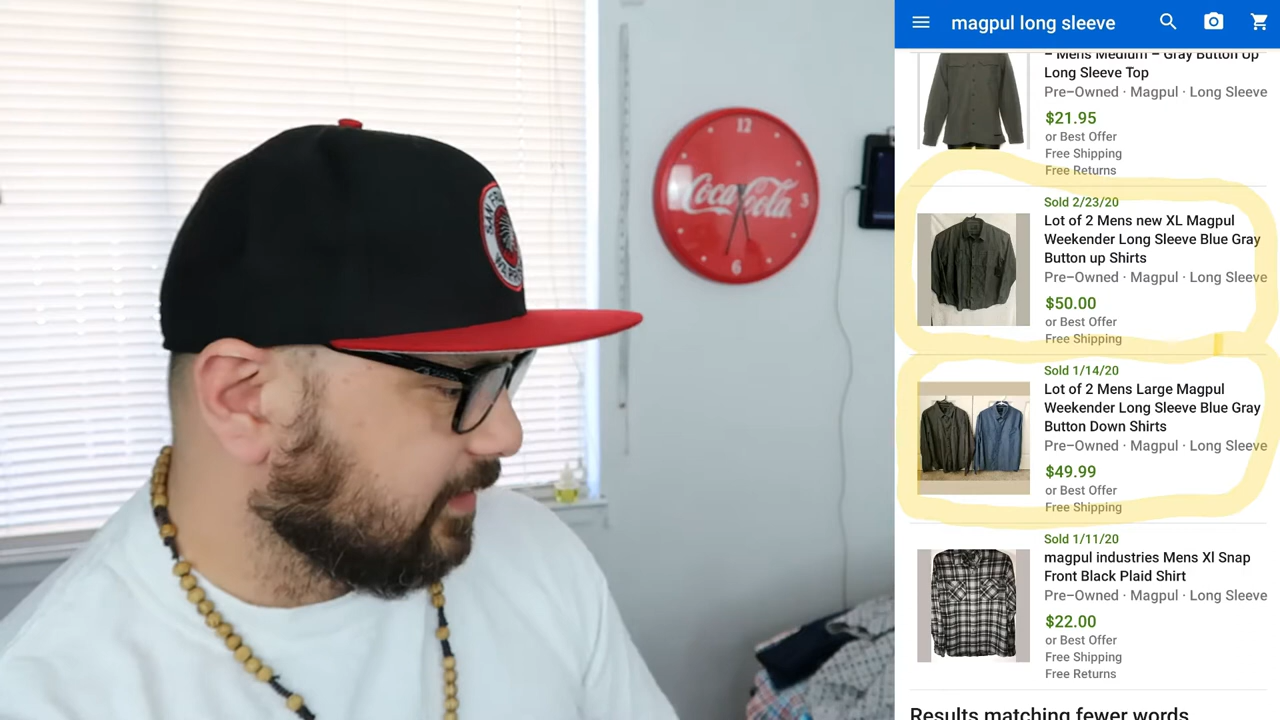 SAN FR
WARRIORS
12
3
6
Coca-Cola
magpul long sleeve
– Mens Medium – Gray Button Up
Long Sleeve Top
Pre–Owned · Magpul · Long Sleeve
$21.95
or Best Offer
Free Shipping
Free Returns
Sold 2/23/20
Lot of 2 Mens new XL Magpul
Weekender Long Sleeve Blue Gray
Button up Shirts
Pre–Owned · Magpul · Long Sleeve
$50.00
or Best Offer
Free Shipping
Sold 1/14/20
Lot of 2 Mens Large Magpul
Weekender Long Sleeve Blue Gray
Button Down Shirts
Pre–Owned · Magpul · Long Sleeve
$49.99
or Best Offer
Free Shipping
Sold 1/11/20
magpul industries Mens Xl Snap
Front Black Plaid Shirt
Pre–Owned · Magpul · Long Sleeve
$22.00
or Best Offer
Free Shipping
Free Returns
Results matching fewer words